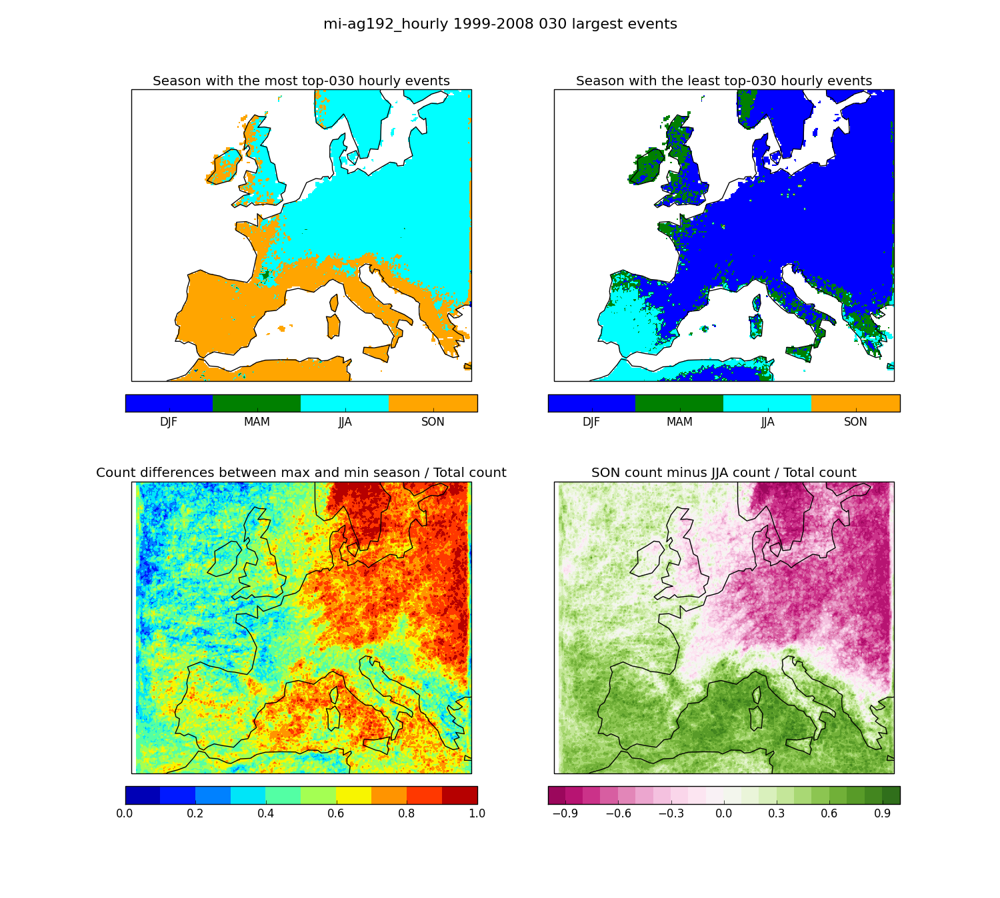 mi-ag192_hourly 1999-2008 030 largest events
Season with the most top-030 hourly events
Season with the least top-030 hourly events
DJF MAM JJA SON
DJF MAM JJA SON
Count differences between max and min season / Total count
SON count minus JJA count / Total count
0.0 0.2 0.4 0.6 0.8 1.0
−0.9 −0.6 −0.3 0.0 0.3 0.6 0.9